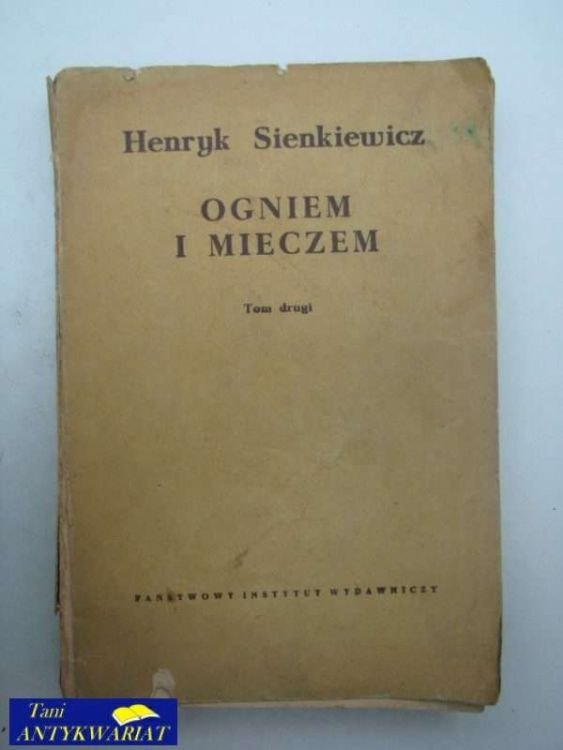 Henryk Sienkiewicz
OGNIEM
I MIECZEM
Tom drugi
PAŃSTWOWY INSTYTUT WYDAWNICZY
Tani
ANTYKWARIAT